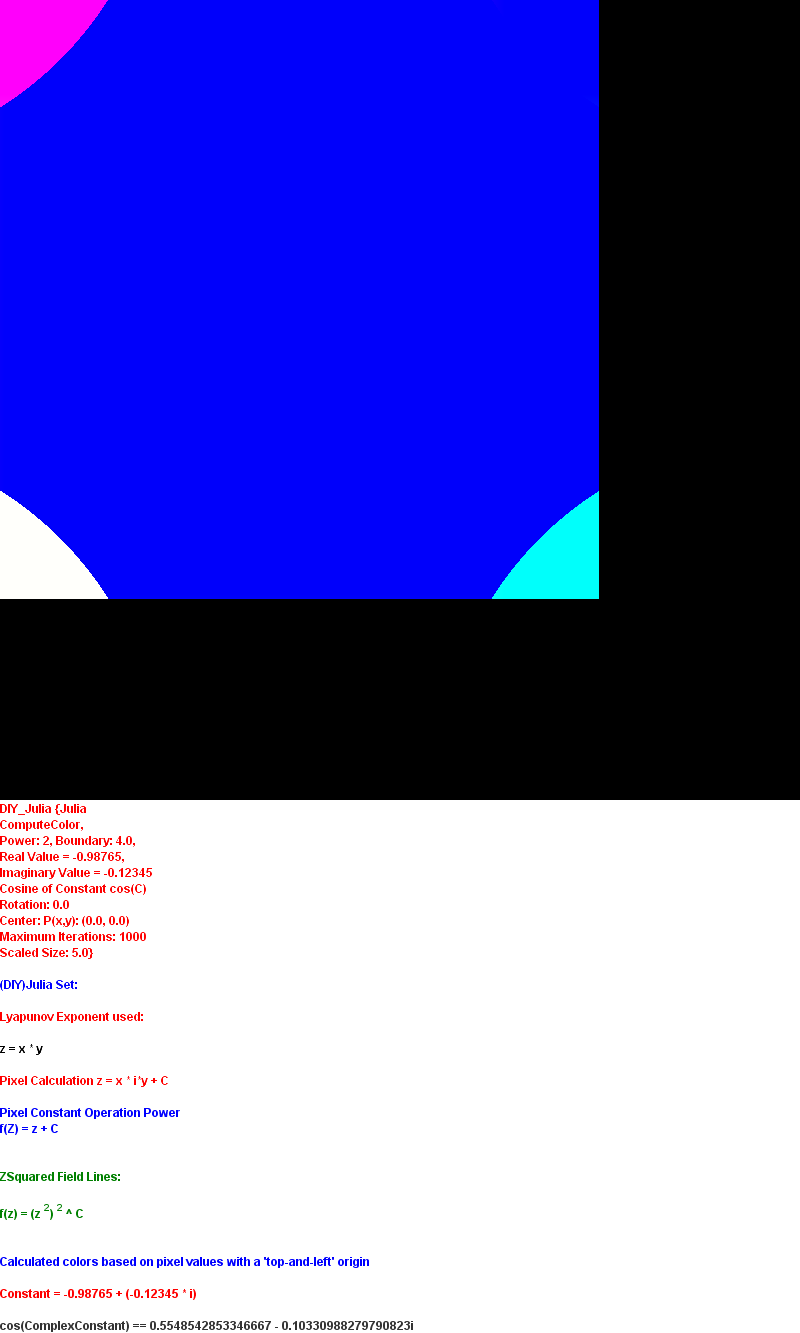 DIY_Julia {Julia
ComputeColor,
Power: 2, Boundary: 4.0,
Real Value = -0.98765,
Imaginary Value = -0.12345
Cosine of Constant cos(C)
Rotation: 0.0
Center: P(x,y): (0.0, 0.0)
Maximum Iterations: 1000
Scaled Size: 5.0}
(DIY)Julia Set:
Lyapunov Exponent used:
z = x * y
Pixel Calculation z = x * i*y + C
Pixel Constant Operation Power
f(Z) = z + C
ZSquared Field Lines:
f(z) = (z ²) ² ^ C
Calculated colors based on pixel values with a 'top-and-left' origin
Constant = -0.98765 + (-0.12345 * i)
cos(ComplexConstant) == 0.5548542853346667 - 0.10330988279790823i